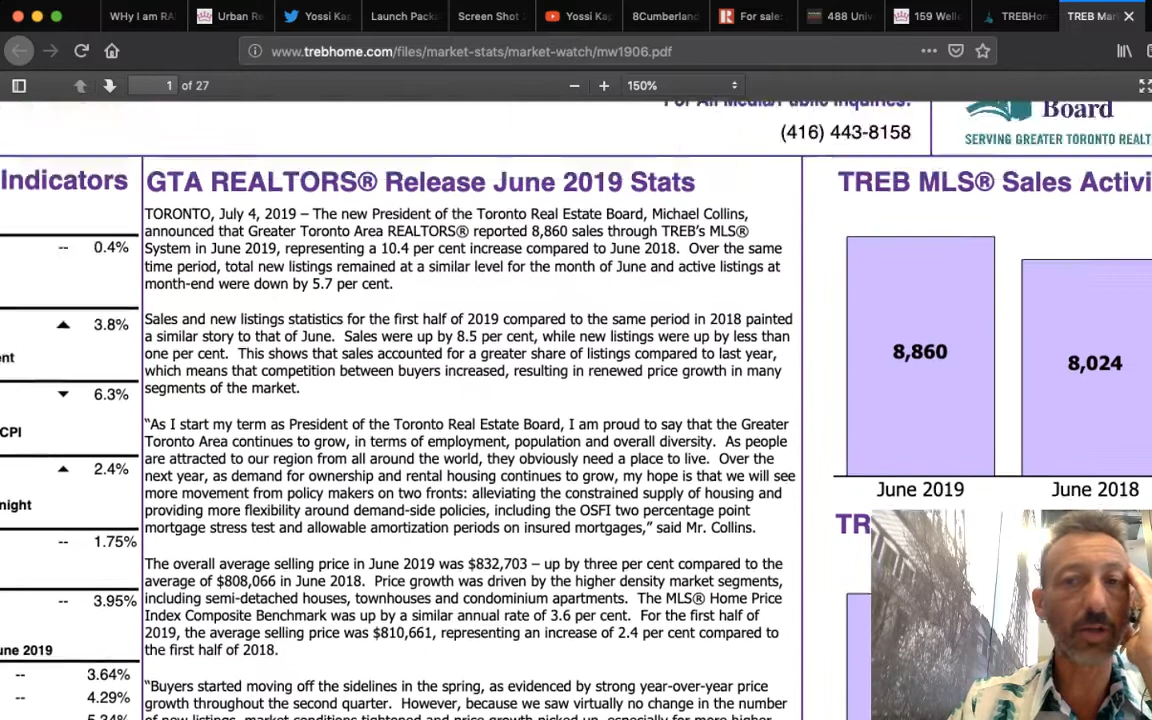 WHy I am RA
Urban Re
Yossi Ka
Launch Pack
Screen Shot
Yossi Ka
8Cumberlan
For sale:
488 Univ
159 Welle
TREBHom
TREB Mar
www.trebhome.com/files/market-stats/market-watch/mw1906.pdf
1 of 27
150%
For All Media/Public Inquiries:
(416) 443-8158
Board
SERVING GREATER TORONTO REALT
Indicators
-- 0.4%
3.8%
nt
6.3%
CPI
2.4%
night
-- 1.75%
-- 3.95%
une 2019
-- 3.64%
-- 4.29%
-- 5.34%
GTA REALTORS® Release June 2019 Stats
TORONTO, July 4, 2019 – The new President of the Toronto Real Estate Board, Michael Collins,
announced that Greater Toronto Area REALTORS® reported 8,860 sales through TREB's MLS®
System in June 2019, representing a 10.4 per cent increase compared to June 2018. Over the same
time period, total new listings remained at a similar level for the month of June and active listings at
month-end were down by 5.7 per cent.
Sales and new listings statistics for the first half of 2019 compared to the same period in 2018 painted
a similar story to that of June. Sales were up by 8.5 per cent, while new listings were up by less than
one per cent. This shows that sales accounted for a greater share of listings compared to last year,
which means that competition between buyers increased, resulting in renewed price growth in many
segments of the market.
"As I start my term as President of the Toronto Real Estate Board, I am proud to say that the Greater
Toronto Area continues to grow, in terms of employment, population and overall diversity. As people
are attracted to our region from all around the world, they obviously need a place to live. Over the
next year, as demand for ownership and rental housing continues to grow, my hope is that we will see
more movement from policy makers on two fronts: alleviating the constrained supply of housing and
providing more flexibility around demand-side policies, including the OSFI two percentage point
mortgage stress test and allowable amortization periods on insured mortgages," said Mr. Collins.
The overall average selling price in June 2019 was $832,703 – up by three per cent compared to the
average of $808,066 in June 2018. Price growth was driven by the higher density market segments,
including semi-detached houses, townhouses and condominium apartments. The MLS® Home Price
Index Composite Benchmark was up by a similar annual rate of 3.6 per cent. For the first half of
2019, the average selling price was $810,661, representing an increase of 2.4 per cent compared to
the first half of 2018.
"Buyers started moving off the sidelines in the spring, as evidenced by strong year-over-year price
growth throughout the second quarter. However, because we saw virtually no change in the number
of new listings, market conditions tightened and price growth picked up, especially for more higher
TREB MLS® Sales Activi
8,860
8,024
June 2019
June 2018
TR